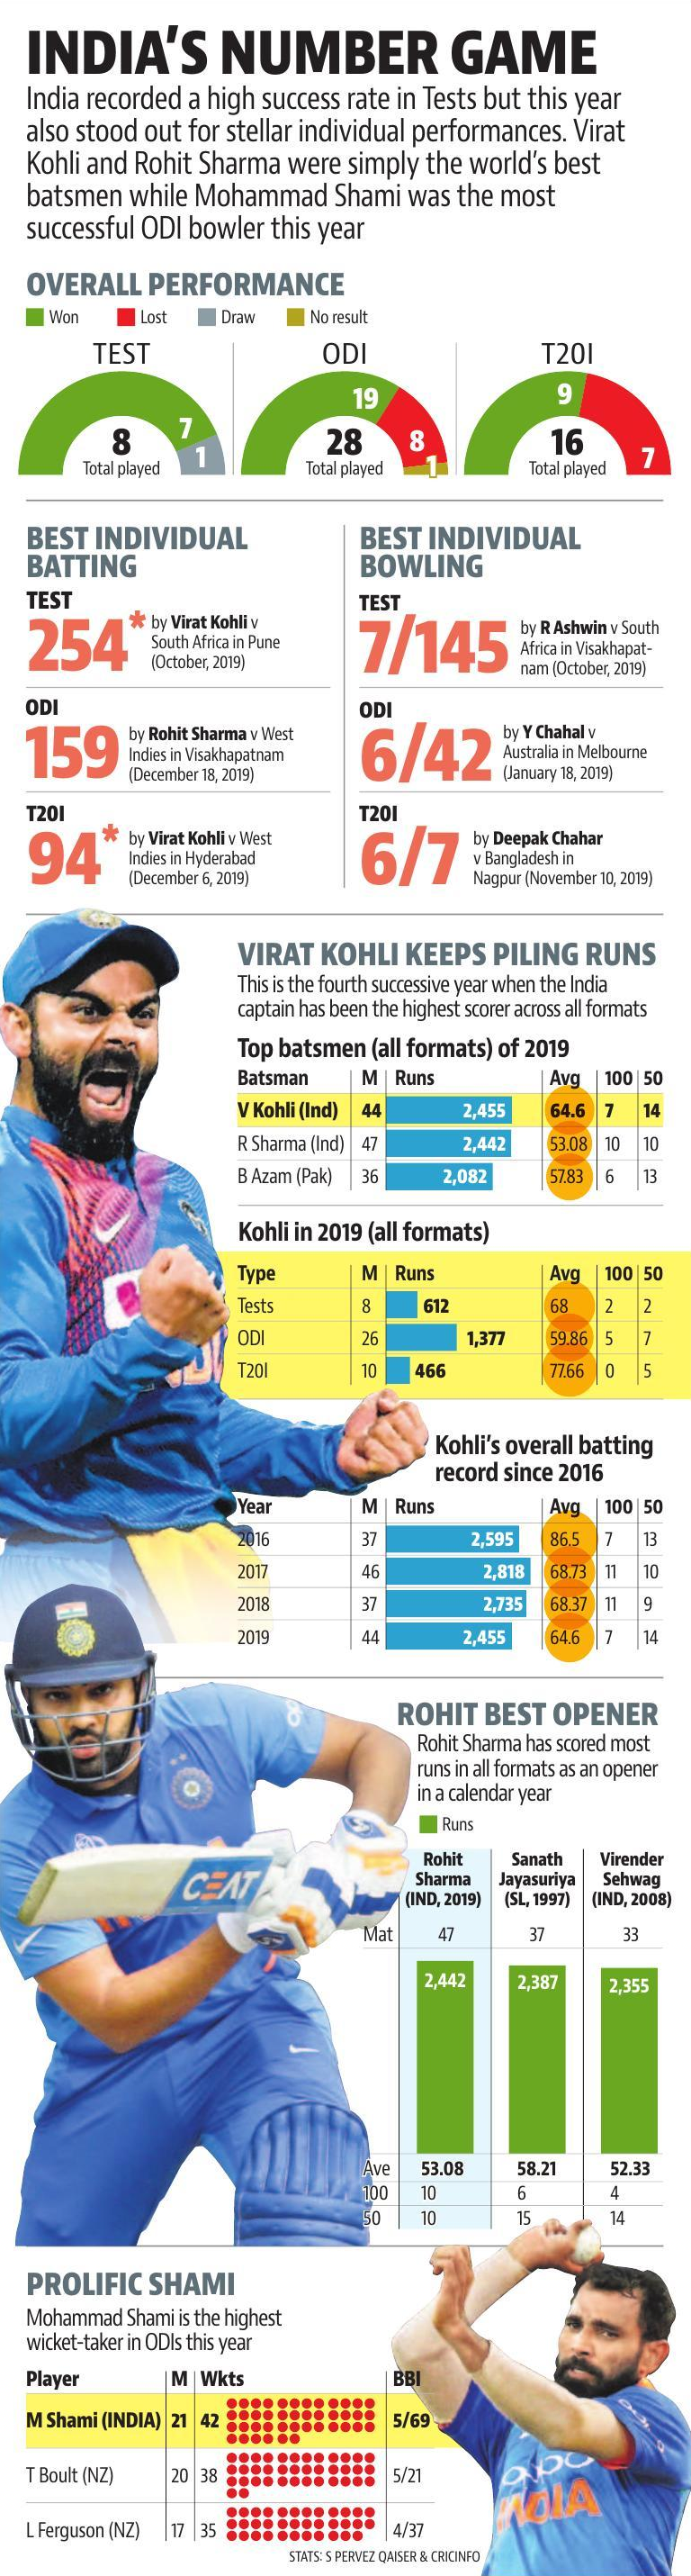 INDIA'S NUMBER GAME
India recorded a high success rate in Tests but this year
also stood out for stellar individual performances. Virat
Kohli and Rohit Sharma were simply the world's best
batsmen while Mohammad Shami was the most
successful ODI bowler this year
OVERALL PERFORMANCE
Won Lost Draw No result
TEST
7
8
Total played
1
ODI
19
28
Total played
8
1
T20I
9
16
Total played
7
BEST INDIVIDUAL
BATTING
TEST
254*
by Virat Kohli v
South Africa in Pune
(October, 2019)
ODI
159
by Rohit Sharma v West
Indies in Visakhapatnam
(December 18, 2019)
T20I
94*
by Virat Kohli v West
Indies in Hyderabad
(December 6, 2019)
BEST INDIVIDUAL
BOWLING
TEST
7/145
by R Ashwin v South
Africa in Visakhapat-
nam (October, 2019)
ODI
6/42
by Y Chahal v
Australia in Melbourne
(January 18, 2019)
T20I
6/7
by Deepak Chahar
v Bangladesh in
Nagpur (November 10, 2019)
VIRAT KOHLI KEEPS PILING RUNS
This is the fourth successive year when the India
captain has been the highest scorer across all formats
Top batsmen (all formats) of 2019
Batsman M Runs Avg 100 50
V Kohli (Ind) 44 2,455 64.6 7 14
R Sharma (Ind) 47 2,442 53.08 10 10
B Azam (Pak) 36 2,082 57.83 6 13
Kohli in 2019 (all formats)
Type M Runs Avg 100 50
Tests 8 612 68 2 2
ODI 26 1,377 59.86 5 7
T20I 10 466 77.66 0 5
Kohli's overall batting
record since 2016
Year M Runs Avg 100 50
2016 37 2,595 86.5 7 13
2017 46 2,818 68.73 11 10
2018 37 2,735 68.37 11 9
2019 44 2,455 64.6 7 14
ROHIT BEST OPENER
Rohit Sharma has scored most
runs in all formats as an opener
in a calendar year
Runs
Rohit
Sharma
(IND, 2019)
Sanath
Jayasuriya
(SL, 1997)
Virender
Sehwag
(IND, 2008)
Mat 47 37 33
2,442 2,387 2,355
Ave 53.08 58.21 52.33
100 10 6 4
50 10 15 14
CEAT
PROLIFIC SHAMI
Mohammad Shami is the highest
wicket-taker in ODIs this year
Player M Wkts BBI
M Shami (INDIA) 21 42 5/69
T Boult (NZ) 20 38 5/21
L Ferguson (NZ) 17 35 4/37
OPPO
INDIA
STATS: S PERVEZ QAISER & CRICINFO